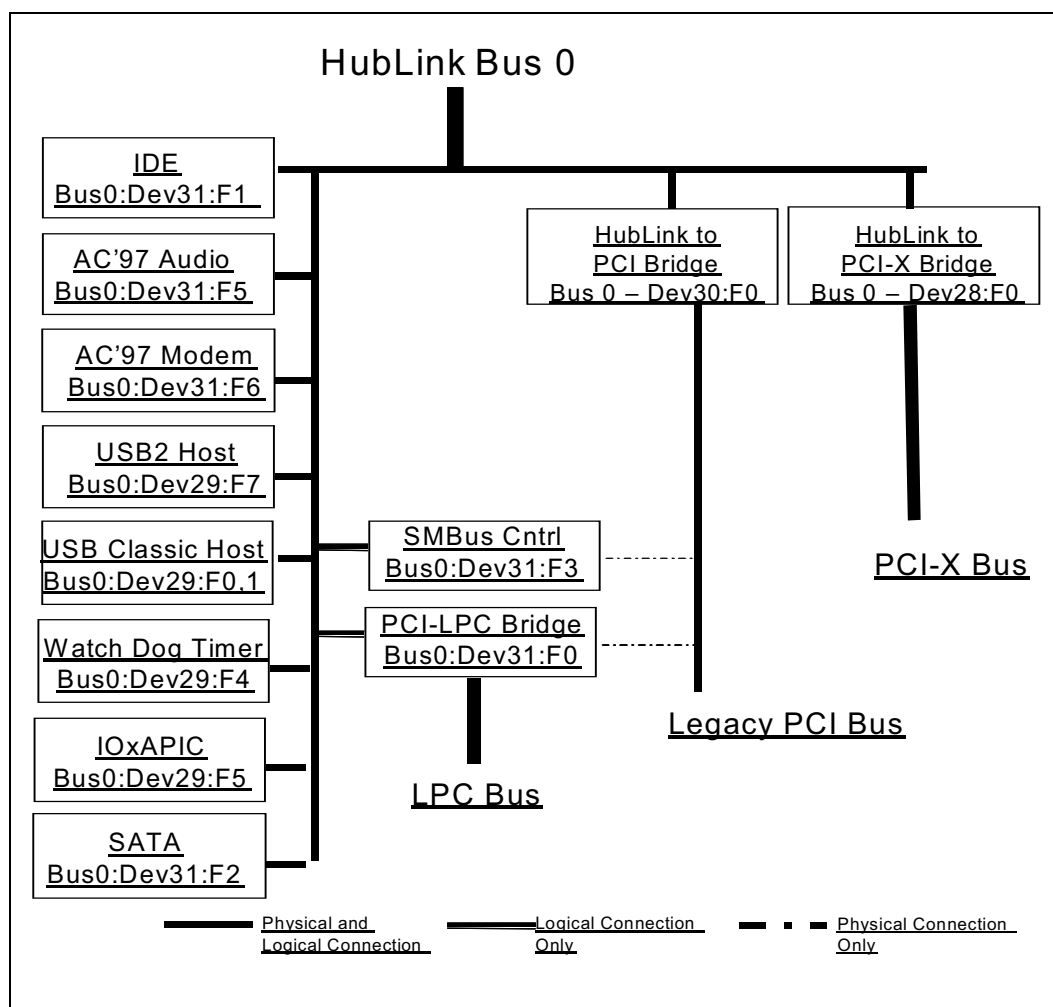 HubLink Bus 0
IDE
Bus0:Dev31:F1
AC'97 Audio
Bus0:Dev31:F5
AC'97 Modem
Bus0:Dev31:F6
USB2 Host
Bus0:Dev29:F7
USB Classic Host
Bus0:Dev29:F0,1
Watch Dog Timer
Bus0:Dev29:F4
IOxAPIC
Bus0:Dev29:F5
SATA
Bus0:Dev31:F2
SMBus Cntrl
Bus0:Dev31:F3
PCI-LPC Bridge
Bus0:Dev31:F0
LPC Bus
HubLink to
PCI Bridge
Bus 0 – Dev30:F0
Legacy PCI Bus
HubLink to
PCI-X Bridge
Bus 0 – Dev28:F0
PCI-X Bus
Physical and
Logical Connection
Logical Connection
Only
Physical Connection
Only